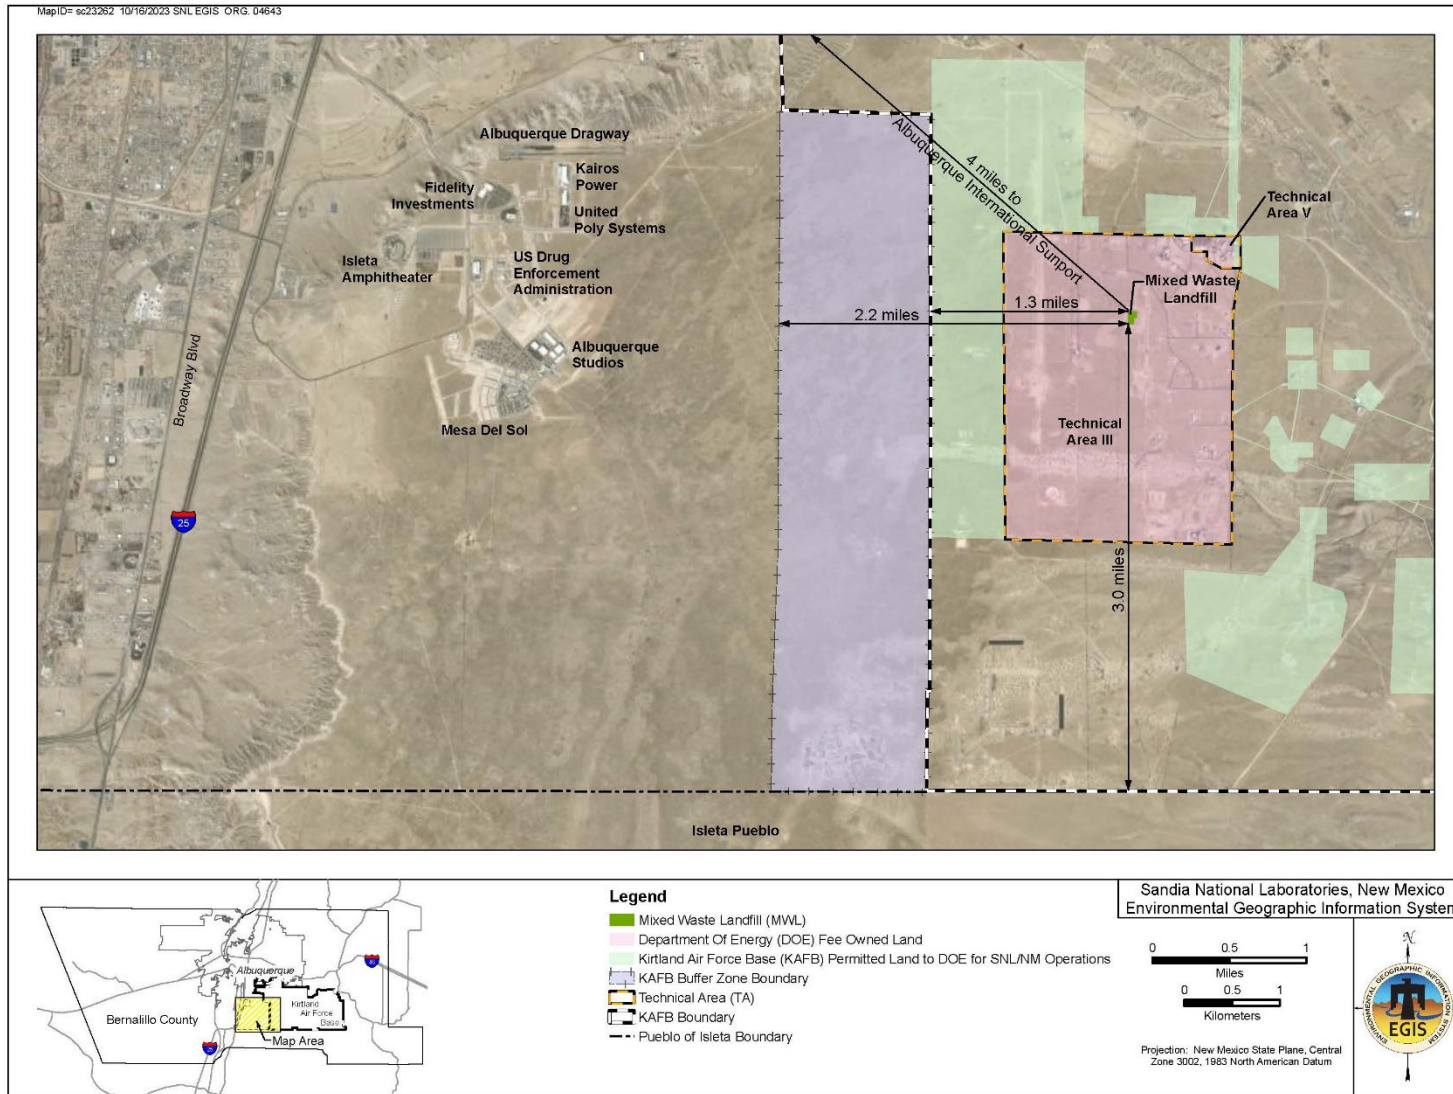 MapID= sc23262 10/16/2023 SNL EGIS ORG. 04643
Albuquerque Dragway
Kairos
Power
Fidelity
Investments
United
Poly Systems
Isleta
Amphitheater
US Drug
Enforcement
Administration
Albuquerque
Studios
Mesa Del Sol
Broadway Blvd
25
4 miles to
Albuquerque International Sunport
Technical
Area V
Mixed Waste
Landfill
1.3 miles
2.2 miles
Technical
Area III
3.0 miles
Isleta Pueblo
Albuquerque
Bernalillo County
Kirtland
Air Force
Base
Map Area
Legend
Mixed Waste Landfill (MWL)
Department Of Energy (DOE) Fee Owned Land
Kirtland Air Force Base (KAFB) Permitted Land to DOE for SNL/NM Operations
KAFB Buffer Zone Boundary
Technical Area (TA)
KAFB Boundary
Pueblo of Isleta Boundary
Sandia National Laboratories, New Mexico
Environmental Geographic Information System
0 0.5 1
Miles
0 0.5 1
Kilometers
Projection: New Mexico State Plane, Central
Zone 3002, 1983 North American Datum
N
ENVIRONMENTAL GEOGRAPHIC INFORMATION SYSTEM
EGIS